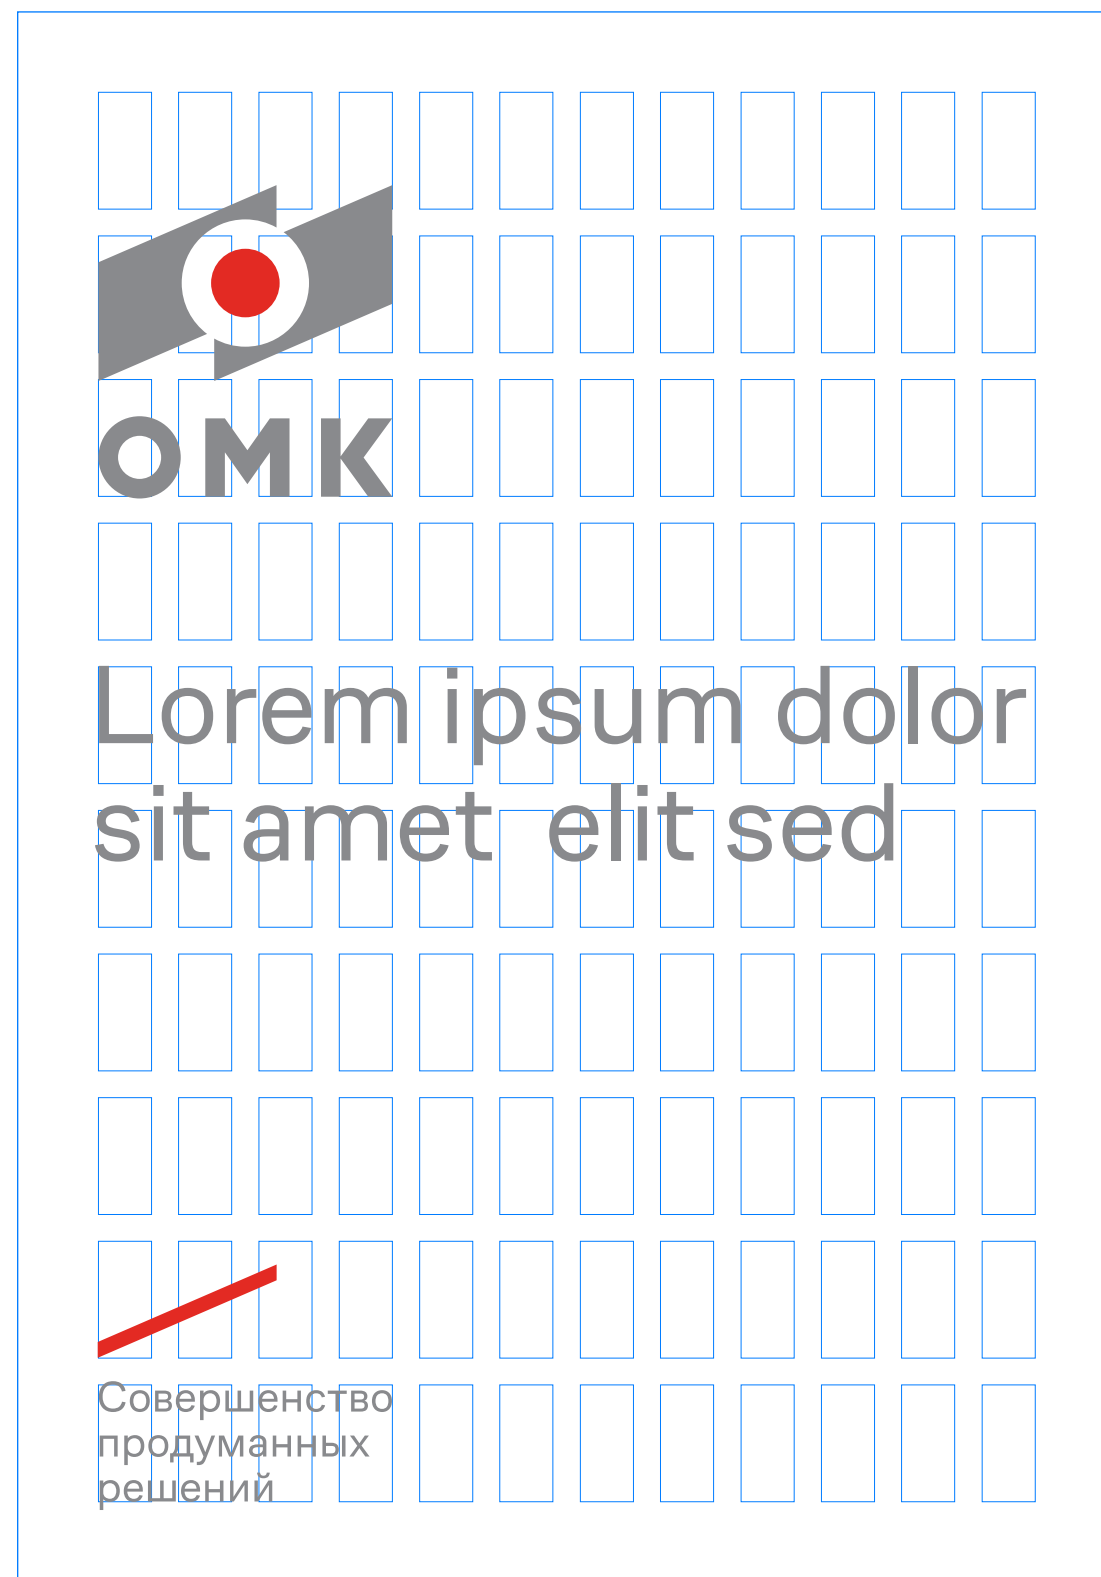 ОМК
Lorem ipsum dolor
sit amet elit sed
Совершенство
продуманных
решений